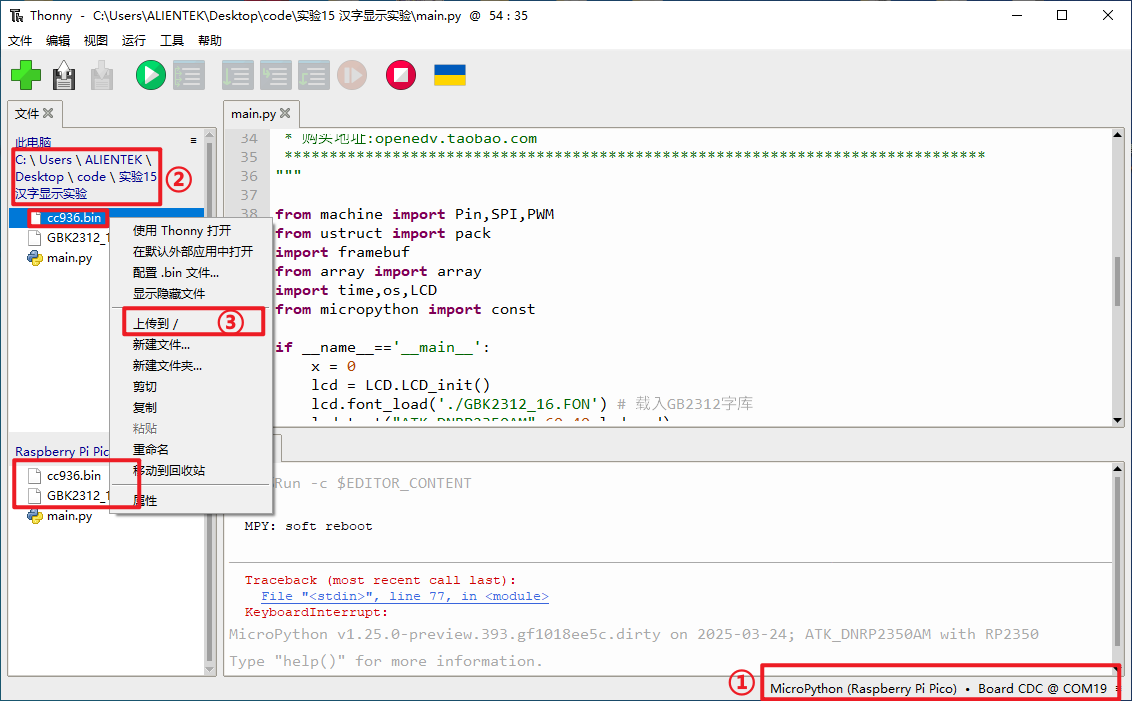 Thonny - C:\Users\ALIENTEK\Desktop\code\实验15 汉字显示实验\main.py @ 54 : 35
文件 编辑 视图 运行 工具 帮助
文件
此电脑
C: \ Users \ ALIENTEK \
Desktop \ code \ 实验15
汉字显示实验
②
cc936.bin
GBK2312_1
main.py
使用 Thonny 打开
在默认外部应用中打开
配置 .bin 文件...
显示隐藏文件
上传到 /
③
新建文件...
新建文件夹...
剪切
复制
粘贴
重命名
移动到回收站
属性
Raspberry Pi Pic
cc936.bin
GBK2312_1
main.py
main.py
34 * 购买地址:openedv.taobao.com
35 ******************************************************************************
36 """
37
38 from machine import Pin,SPI,PWM
from ustruct import pack
import framebuf
from array import array
import time,os,LCD
from micropython import const
if __name__=='__main__':
x = 0
lcd = LCD.LCD_init()
lcd.font_load('./GBK2312_16.FON') # 载入GB2312字库
Run -c $EDITOR_CONTENT
MPY: soft reboot
Traceback (most recent call last):
File "<stdin>", line 77, in <module>
KeyboardInterrupt:
MicroPython v1.25.0-preview.393.gf1018ee5c.dirty on 2025-03-24; ATK_DNRP2350AM with RP2350
Type "help()" for more information.
①
MicroPython (Raspberry Pi Pico) • Board CDC @ COM19